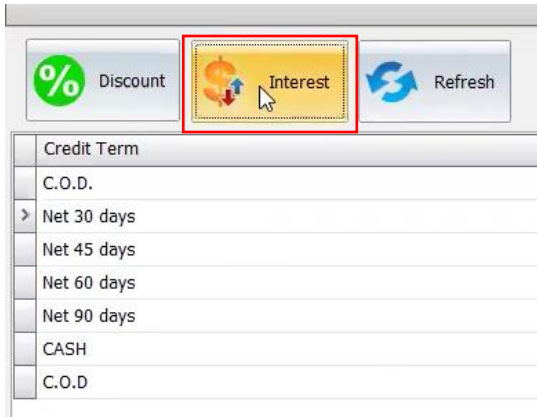 Discount Interest Refresh
Credit Term
C.O.D.
Net 30 days
Net 45 days
Net 60 days
Net 90 days
CASH
C.O.D